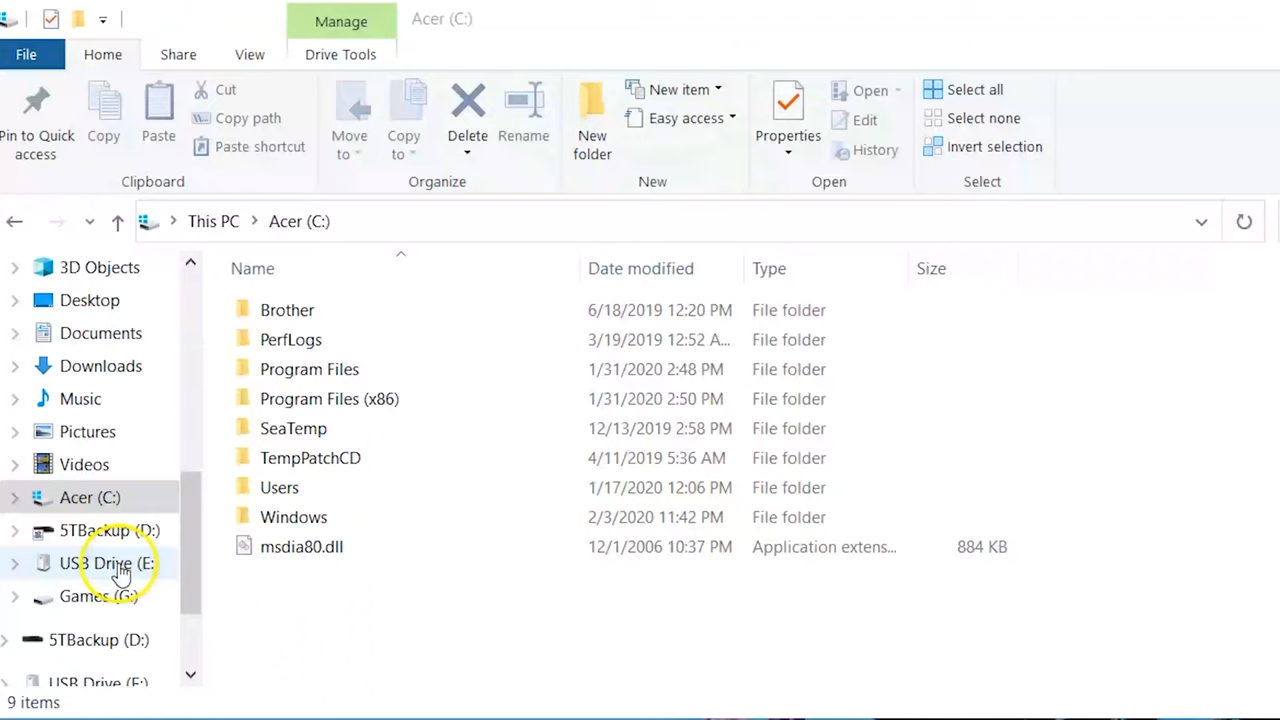 Manage
Acer (C:)
File
Home
Share
View
Drive Tools
Pin to Quick
access
Copy
Paste
Cut
Copy path
Paste shortcut
Clipboard
Move
to
Copy
to
Delete
Rename
Organize
New
folder
New item
Easy access
New
Properties
Open
Edit
History
Open
Select all
Select none
Invert selection
Select
This PC > Acer (C:)
Name
Date modified
Type
Size
3D Objects
Desktop
Documents
Downloads
Music
Pictures
Videos
Acer (C:)
5TBackup (D:)
USB Drive (E:
Games (G:)
5TBackup (D:)
USB Drive (E:)
Brother 6/18/2019 12:20 PM File folder
PerfLogs 3/19/2019 12:52 A... File folder
Program Files 1/31/2020 2:48 PM File folder
Program Files (x86) 1/31/2020 2:50 PM File folder
SeaTemp 12/13/2019 2:58 PM File folder
TempPatchCD 4/11/2019 5:36 AM File folder
Users 1/17/2020 12:06 PM File folder
Windows 2/3/2020 11:42 PM File folder
msdia80.dll 12/1/2006 10:37 PM Application extens... 884 KB
9 items